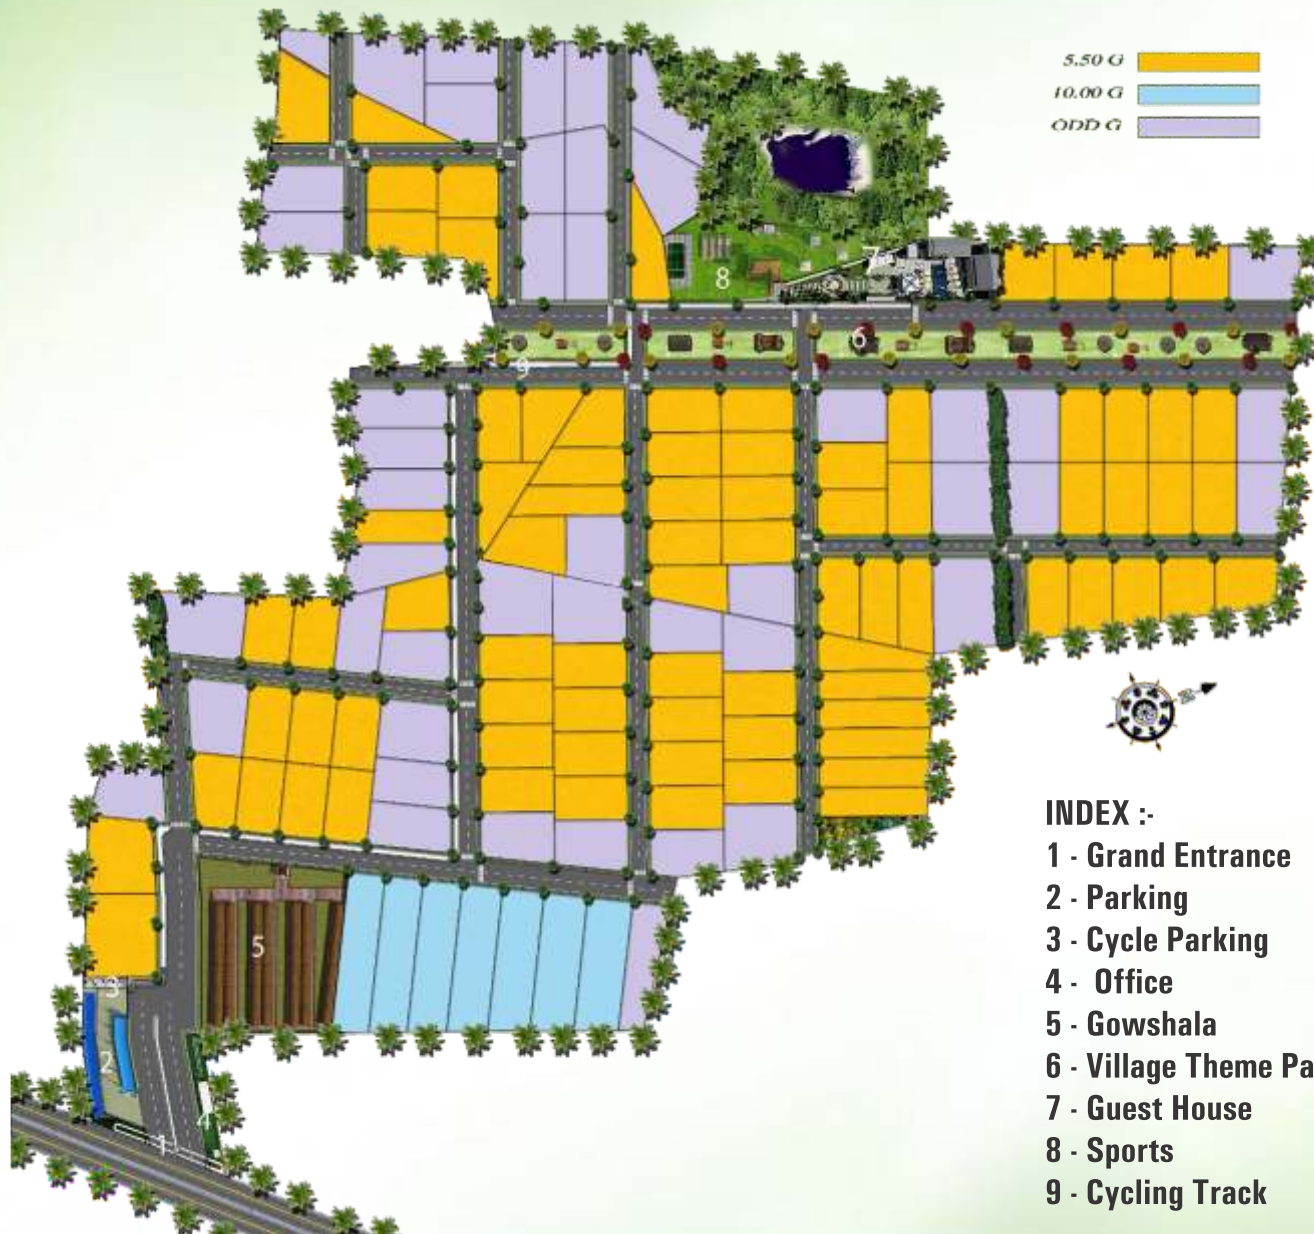 5.50 G
10.00 G
ODD G
7
8
6
9
INDEX :-
1 - Grand Entrance
2 - Parking
3 - Cycle Parking
4 - Office
5 - Gowshala
6 - Village Theme Pa
7 - Guest House
8 - Sports
9 - Cycling Track
5
3
2
4
1